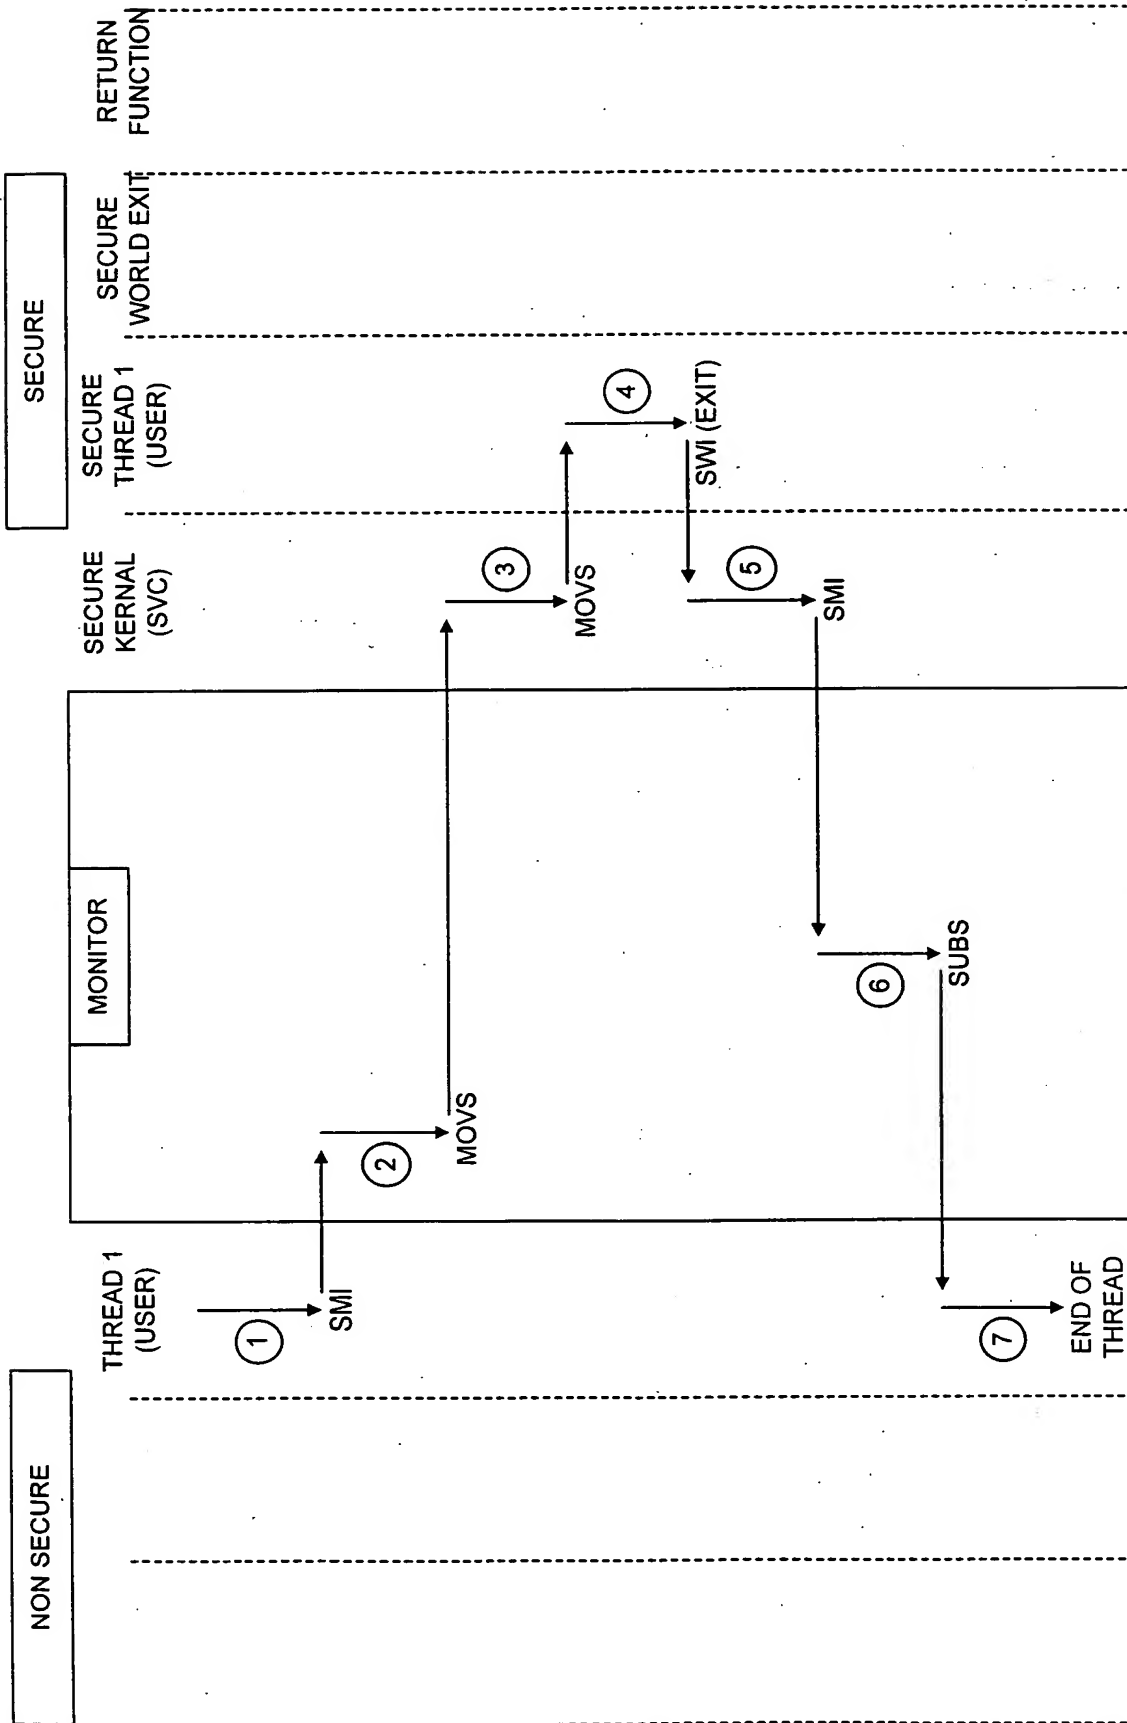 NON SECURE
MONITOR
SECURE
THREAD 1
(USER)
SECURE
KERNAL
(SVC)
SECURE
THREAD 1
(USER)
SECURE
WORLD EXIT
RETURN
FUNCTION
1
SMI
2
MOVS
3
MOVS
4
SWI (EXIT)
5
SMI
6
SUBS
7
END OF
THREAD